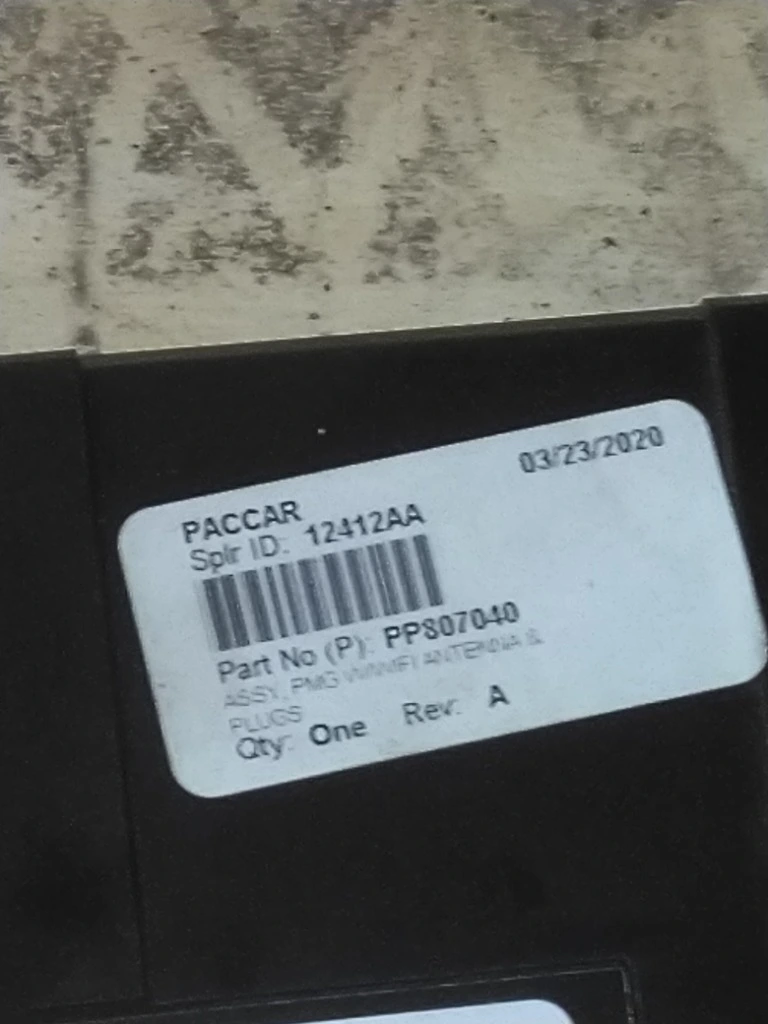 03/23/2020
PACCAR
Splr ID: 12412AA
Part No (P): PP807040
ASSY, PMG W/WIFI ANTENNA &
PLUGS
Qty: One Rev: A